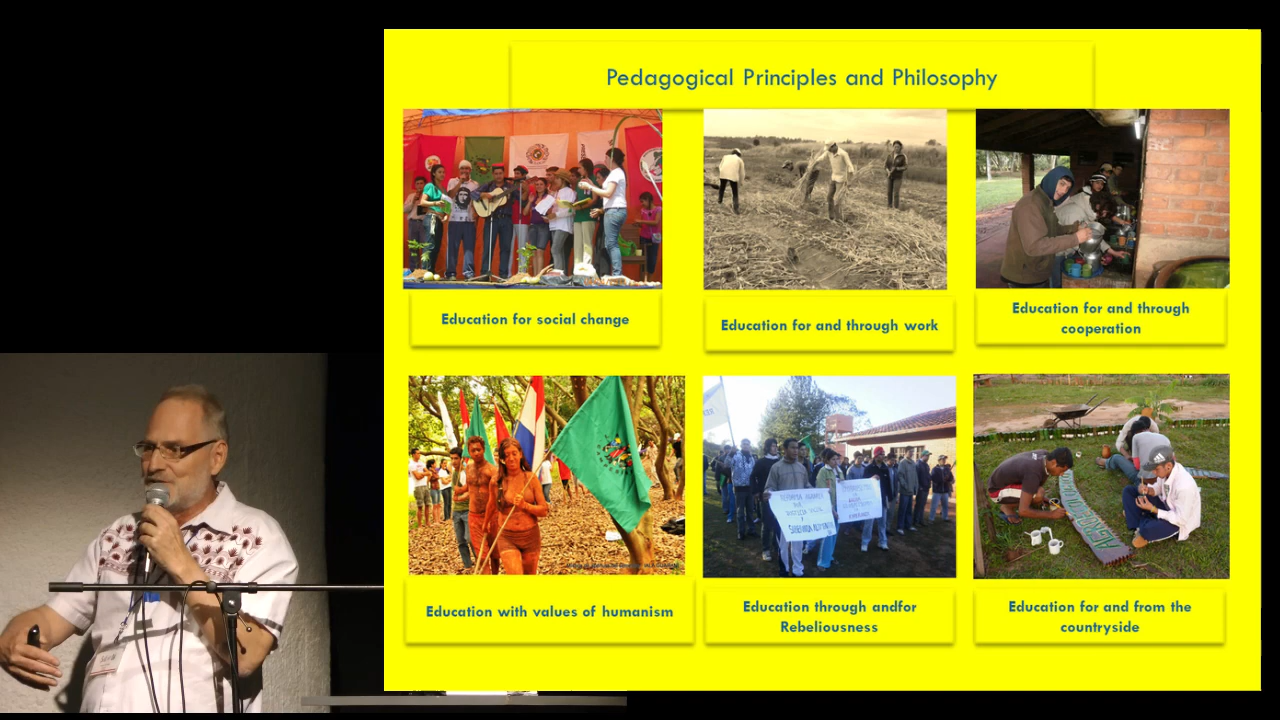 Pedagogical Principles and Philosophy
Education for social change
Education for and through work
Education for and through
cooperation
Education with values of humanism
Education through andfor
Rebeliousness
Education for and from the
countryside